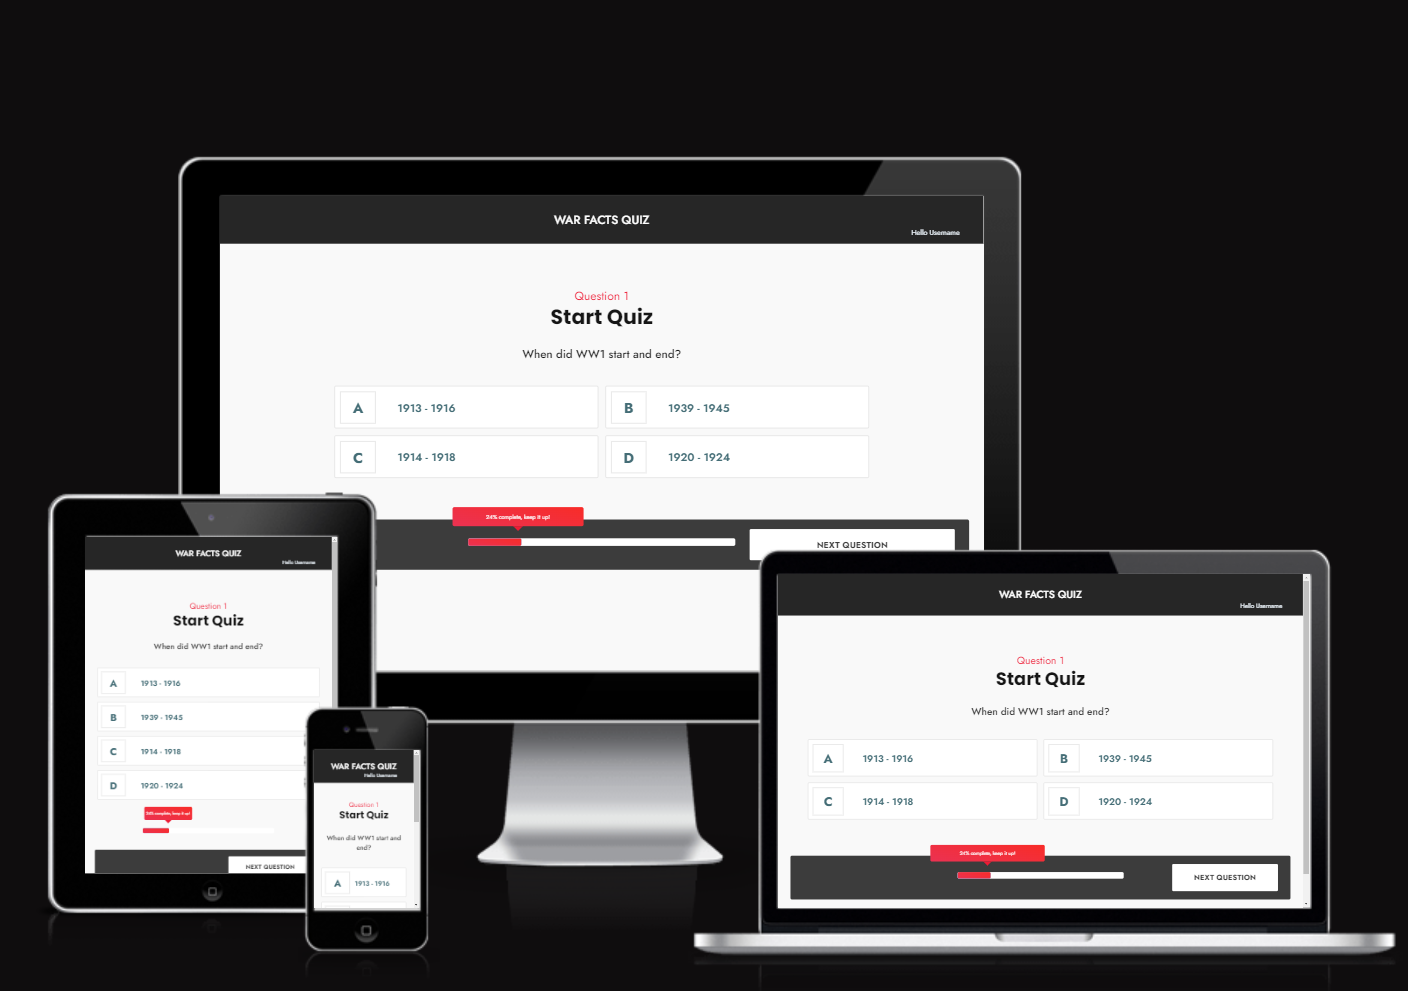 WAR FACTS QUIZ
Hello Username
Question 1
Start Quiz
When did WW1 start and end?
A 1913 - 1916 B 1939 - 1945
C 1914 - 1918 D 1920 - 1924
24% complete, keep it up!
NEXT QUESTION
WAR FACTS QUIZ
Hello Username
Question 1
Start Quiz
When did WW1 start and end?
A 1913 - 1916
B 1939 - 1945
C 1914 - 1918
D 1920 - 1924
24% complete, keep it up!
NEXT QUESTION
WAR FACTS QUIZ
Hello Username
Question 1
Start Quiz
When did WW1 start and
end?
A 1913 - 1916
WAR FACTS QUIZ
Hello Username
Question 1
Start Quiz
When did WW1 start and end?
A 1913 - 1916 B 1939 - 1945
C 1914 - 1918 D 1920 - 1924
24% complete, keep it up!
NEXT QUESTION